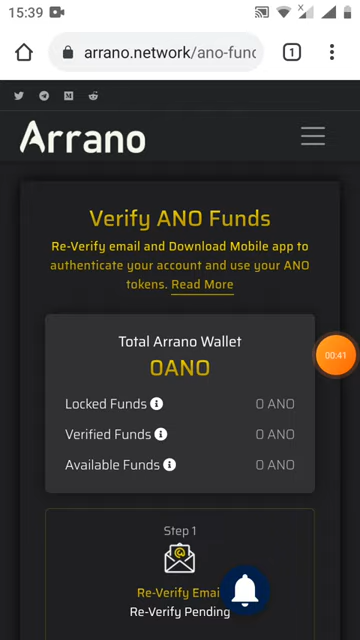 15:39
arrano.network/ano-func
1
Arrano
Verify ANO Funds
Re-Verify email and Download Mobile app to
authenticate your account and use your ANO
tokens. Read More
Total Arrano Wallet
0ANO
Locked Funds 0 ANO
Verified Funds 0 ANO
Available Funds 0 ANO
00:41
Step 1
Re-Verify Email
Re-Verify Pending